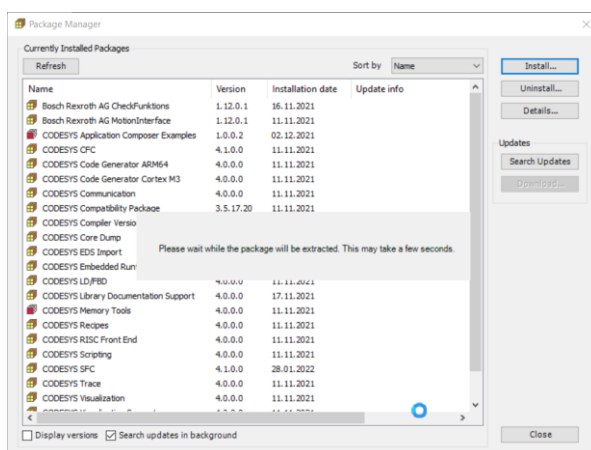 Package Manager
Currently Installed Packages
Refresh Sort by Name Install...
Name Version Installation date Update info Uninstall...
Bosch Rexroth AG CheckFunktions 1.12.0.1 16.11.2021
Bosch Rexroth AG MotionInterface 1.12.0.1 11.11.2021 Details...
CODESYS Application Composer Examples 1.0.0.2 02.12.2021
CODESYS CFC 4.1.0.0 11.11.2021 Updates
CODESYS Code Generator ARM64 4.0.0.0 11.11.2021 Search Updates
CODESYS Code Generator Cortex M3 4.0.0.0 11.11.2021
CODESYS Communication 4.0.0.0 11.11.2021 Download...
CODESYS Compatibility Package 3.5.17.20 11.11.2021
CODESYS Compiler Versio
CODESYS Core Dump
CODESYS EDS Import Please wait while the package will be extracted. This may take a few seconds.
CODESYS Embedded Run
CODESYS LD/FBD 4.0.0.0 11.11.2021
CODESYS Library Documentation Support 4.0.0.0 17.11.2021
CODESYS Memory Tools 4.0.0.0 11.11.2021
CODESYS Recipes 4.0.0.0 11.11.2021
CODESYS RISC Front End 4.0.0.0 11.11.2021
CODESYS Scripting 4.0.0.0 11.11.2021
CODESYS SFC 4.1.0.0 28.01.2022
CODESYS Trace 4.0.0.0 11.11.2021
CODESYS Visualization 4.0.0.0 11.11.2021
Display versions Search updates in background Close